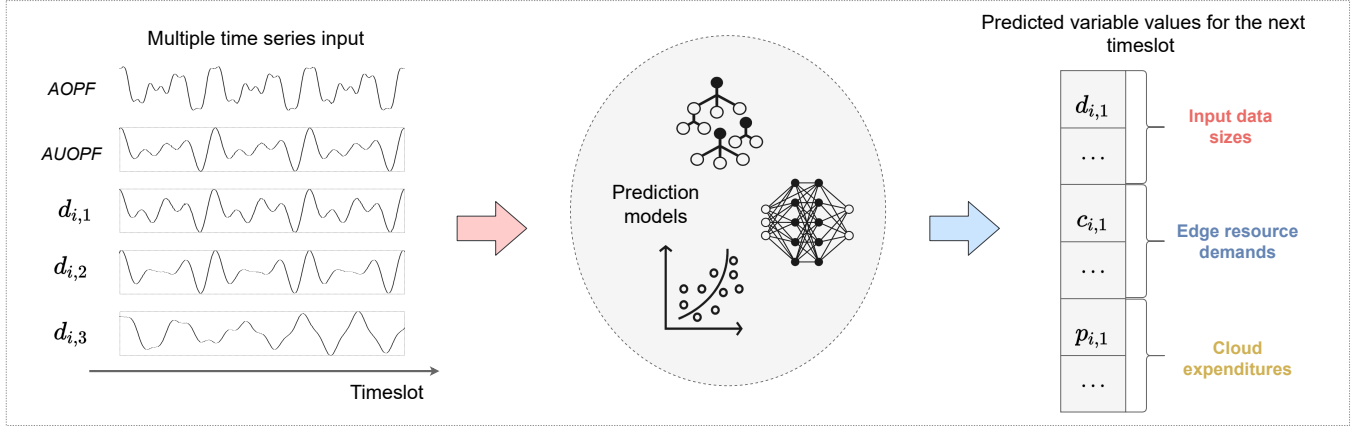 Multiple time series input
AOPF
AUOPF
d_{i,1}
d_{i,2}
d_{i,3}
Timeslot
Prediction
models
Predicted variable values for the next
timeslot
d_{i,1}
...
c_{i,1}
...
p_{i,1}
...
Input data
sizes
Edge resource
demands
Cloud
expenditures